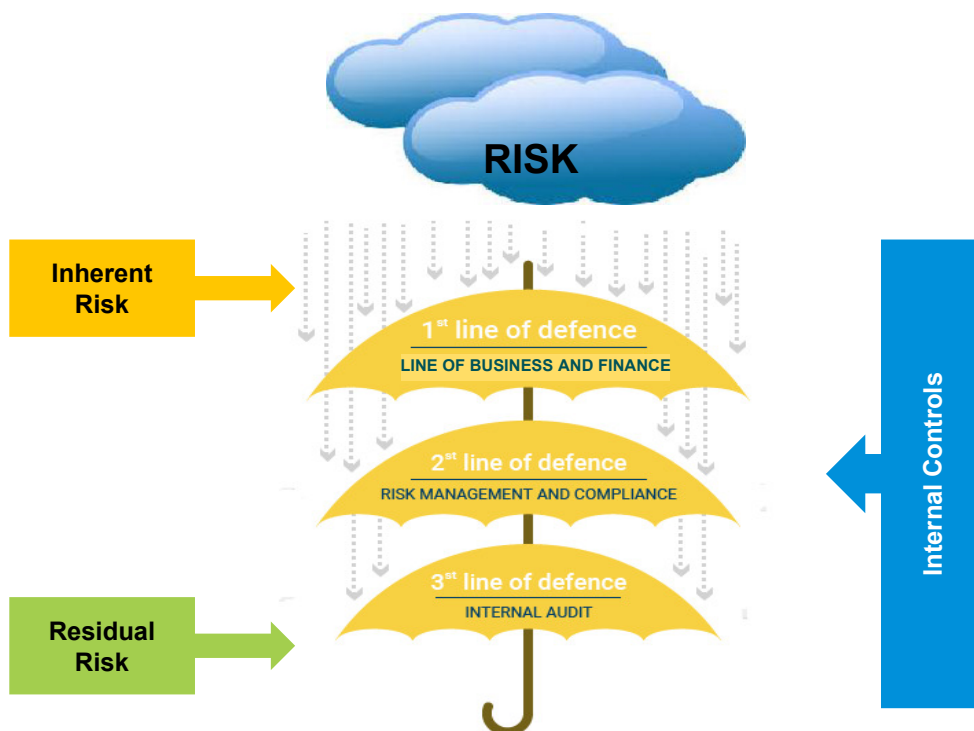 RISK
Inherent
Risk
1st line of defence
LINE OF BUSINESS AND FINANCE
2st line of defence
RISK MANAGEMENT AND COMPLIANCE
3st line of defence
INTERNAL AUDIT
Residual
Risk
Internal Controls